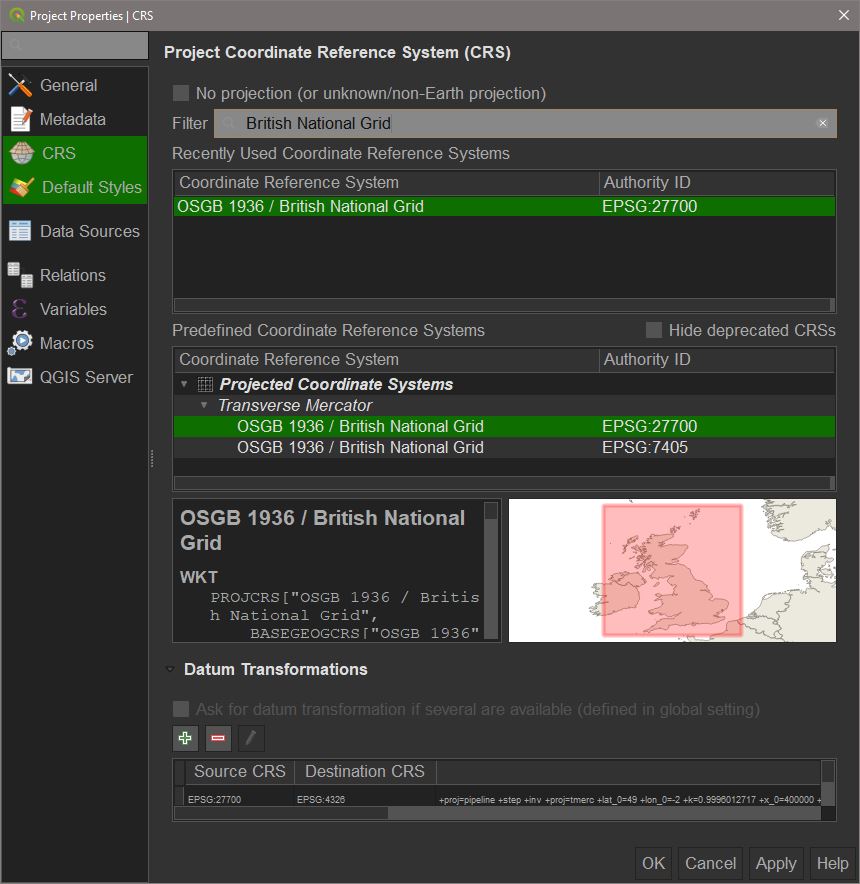 Project Properties | CRS
General
Metadata
CRS
Default Styles
Data Sources
Relations
Variables
Macros
QGIS Server
Project Coordinate Reference System (CRS)
No projection (or unknown/non-Earth projection)
Filter British National Grid
Recently Used Coordinate Reference Systems
Coordinate Reference System Authority ID
OSGB 1936 / British National Grid EPSG:27700
Predefined Coordinate Reference Systems Hide deprecated CRSs
Coordinate Reference System Authority ID
Projected Coordinate Systems
Transverse Mercator
OSGB 1936 / British National Grid EPSG:27700
OSGB 1936 / British National Grid EPSG:7405
OSGB 1936 / British National
Grid
WKT
PROJCRS["OSGB 1936 / Britis
h National Grid",
BASEGEOGCRS["OSGB 1936"
Datum Transformations
Ask for datum transformation if several are available (defined in global setting)
Source CRS Destination CRS
EPSG:27700 EPSG:4326 +proj=pipeline +step +inv +proj=tmerc +lat_0=49 +lon_0=-2 +k=0.9996012717 +x_0=400000 +
OK Cancel Apply Help